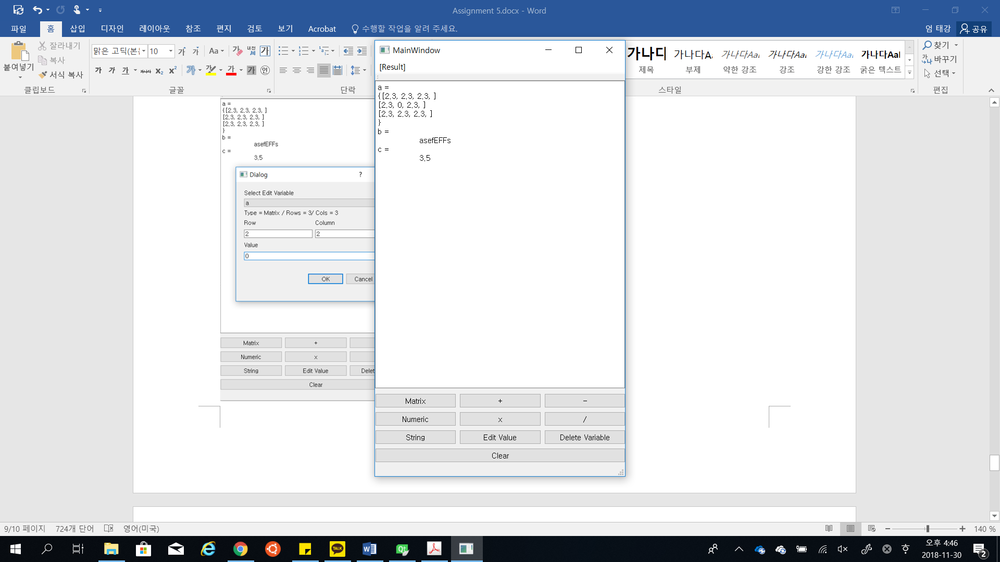 Assignment 5.docx - Word
파일 홈 삽입 디자인 레이아웃 참조 편지 검토 보기 Acrobat 수행할 작업을 알려 주세요. 엄 태강 공유
붙여넣기
잘라내기
복사
서식 복사
클립보드
맑은 고딕(본 10
글꼴
단락
가나디 제목
가나다A 부제
가나다AaI 약한 강조
가나다AaI 강조
가나다AaI 강한 강조
가나다AaI 굵은 텍스트
스타일
찾기
바꾸기
선택
편집
a =
{[2.3, 2.3, 2.3, ]
[2.3, 2.3, 2.3, ]
[2.3, 2.3, 2.3, ]
}
b =
asefEFFs
c =
3.5
Dialog ?
Select Edit Variable
a
Type = Matrix / Rows = 3/ Cols = 3
Row Column
2 2
Value
0
OK Cancel
Matrix +
Numeric x
String Edit Value Delet
Clear
MainWindow
[Result]
a =
{[2.3, 2.3, 2.3, ]
[2.3, 0, 2.3, ]
[2.3, 2.3, 2.3, ]
}
b =
asefEFFs
c =
3.5
Matrix + -
Numeric x /
String Edit Value Delete Variable
Clear
9/10 페이지 724개 단어 영어(미국) 140 %
TALK
오후 4:46
2018-11-30
2